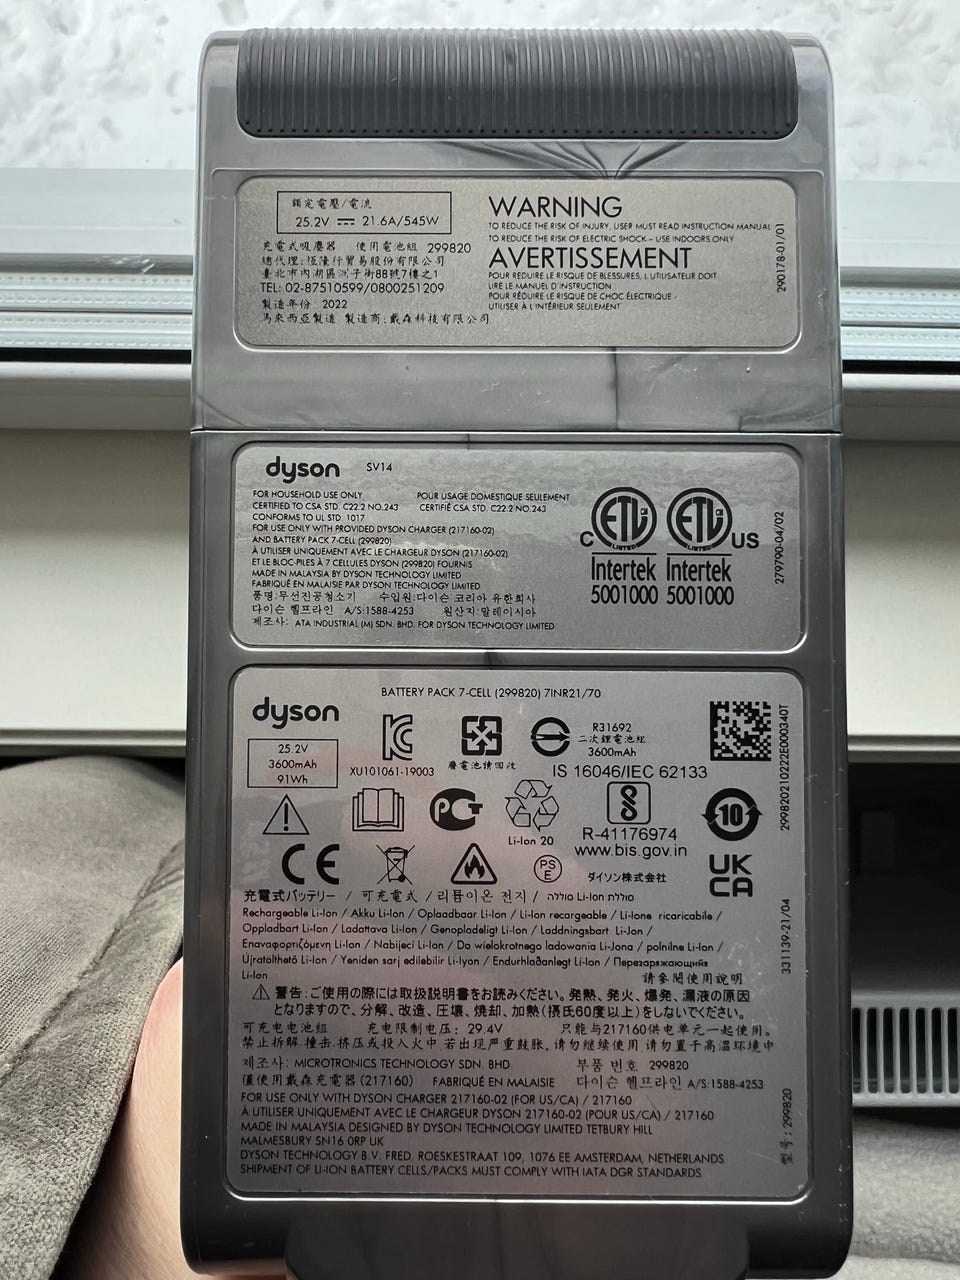 額定電壓/電流
25.2V ⎓ 21.6A/545W
充電式吸塵器 使用電池組 299820
總代理:恆隆行貿易股份有限公司
臺北市內湖區洲子街88號7樓之1
TEL: 02-87510599/0800251209
製造年份 2022
馬來西亞製造 製造商:戴森科技有限公司
WARNING
TO REDUCE THE RISK OF INJURY, USER MUST READ INSTRUCTION MANUAL
TO REDUCE THE RISK OF ELECTRIC SHOCK – USE INDOORS ONLY
AVERTISSEMENT
POUR REDUIRE LE RISQUE DE BLESSURES, L'UTILISATEUR DOIT
LIRE LE MANUEL D'INSTRUCTION
POUR RÉDUIRE LE RISQUE DE CHOC ÉLECTRIQUE -
UTILISER À L'INTÉRIEUR SEULEMENT
290178-01/01
dyson SV14
FOR HOUSEHOLD USE ONLY POUR USAGE DOMESTIQUE SEULEMENT
CERTIFIED TO CSA STD. C22.2 NO.243 CERTIFIÉ CSA STD. C22.2 NO.243
CONFORMS TO UL STD. 1017
FOR USE ONLY WITH PROVIDED DYSON CHARGER (217160-02)
AND BATTERY PACK 7-CELL (299820)
À UTILISER UNIQUEMENT AVEC LE CHARGEUR DYSON (217160-02)
ET LE BLOC-PILES À 7 CELLULES DYSON (299820) FOURNIS
MADE IN MALAYSIA BY DYSON TECHNOLOGY LIMITED
FABRIQUÉ EN MALAISIE PAR DYSON TECHNOLOGY LIMITED
품명:무선진공청소기 수입원:다이슨 코리아 유한회사
다이슨 헬프라인 A/S:1588-4253 원산지:말레이시아
제조사: ATA INDUSTRIAL (M) SDN. BHD. FOR DYSON TECHNOLOGY LIMITED
C ETL CM LISTED ETL CM LISTED US
Intertek Intertek
5001000 5001000
279790-04/02
BATTERY PACK 7-CELL (299820) 7INR21/70
dyson
25.2V
3600mAh
91Wh
XU101061-19003
廢電池請回收
R31692
二次鋰電池組
3600mAh
IS 16046/IEC 62133
299820210222E000340T
Li-Ion 20
R-41176974
www.bis.gov.in
10
CE
PS
E
ダイソン株式会社
UK
CA
充電式バッテリー / 可充電式 / 리튬이온 전지 / סוללת Li-Ion
Rechargeable Li-Ion / Akku Li-Ion / Oplaadbaar Li-Ion / Li-Ion recargeable / Li-Ione ricaricabile /
Oppladbart Li-Ion / Ladattava Li-Ion / Genopladeligt Li-Ion / Laddningsbart Li-Ion /
Επαναφορτιζόμενη Li-Ion / Nabíjecí Li-Ion / Da wielokrotnego ladowania Li-Jona / polnilne Li-Ion /
Újratölthető Li-Ion / Yeniden sarj edilebilir Li-Iyon / Endurhlaðanlegt Li-Ion / Перезаряжающийя
Li-Ion
請參閱使用說明
331139-21/04
警告:ご使用の際には取扱説明書をお読みください。発熱、発火、爆発、漏液の原因
となりますので、分解、改造、圧壊、焼却、加熱(摂氏60度以上)をしないでください。
可充电电池组 充电限制电压: 29.4V 只能与217160供电单元一起使用。
禁止拆解,撞击,挤压或投入火中,若出现严重鼓胀,请勿继续使用,请勿置于高温环境中
제조사: MICROTRONICS TECHNOLOGY SDN. BHD 부품 번호 299820
僅使用戴森充電器 (217160) FABRIQUÉ EN MALAISIE 다이슨 헬프라인 A/S:1588-4253
FOR USE ONLY WITH DYSON CHARGER 217160-02 (FOR US/CA) / 217160
À UTILISER UNIQUEMENT AVEC LE CHARGEUR DYSON 217160-02 (POUR US/CA) / 217160
MADE IN MALAYSIA DESIGNED BY DYSON TECHNOLOGY LIMITED TETBURY HILL
MALMESBURY SN16 0RP UK
DYSON TECHNOLOGY B.V. FRED. ROESKESTRAAT 109, 1076 EE AMSTERDAM, NETHERLANDS
SHIPMENT OF LI-ION BATTERY CELLS/PACKS MUST COMPLY WITH IATA DGR STANDARDS
型号: 299820